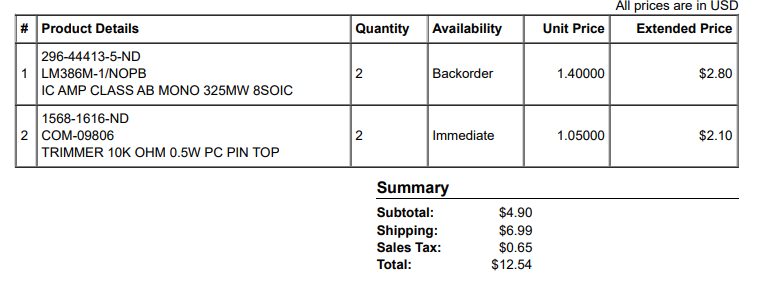 All prices are in USD
# Product Details Quantity Availability Unit Price Extended Price
296-44413-5-ND
1 LM386M-1/NOPB 2 Backorder 1.40000 $2.80
IC AMP CLASS AB MONO 325MW 8SOIC
1568-1616-ND
2 COM-09806 2 Immediate 1.05000 $2.10
TRIMMER 10K OHM 0.5W PC PIN TOP
Summary
Subtotal: $4.90
Shipping: $6.99
Sales Tax: $0.65
Total: $12.54